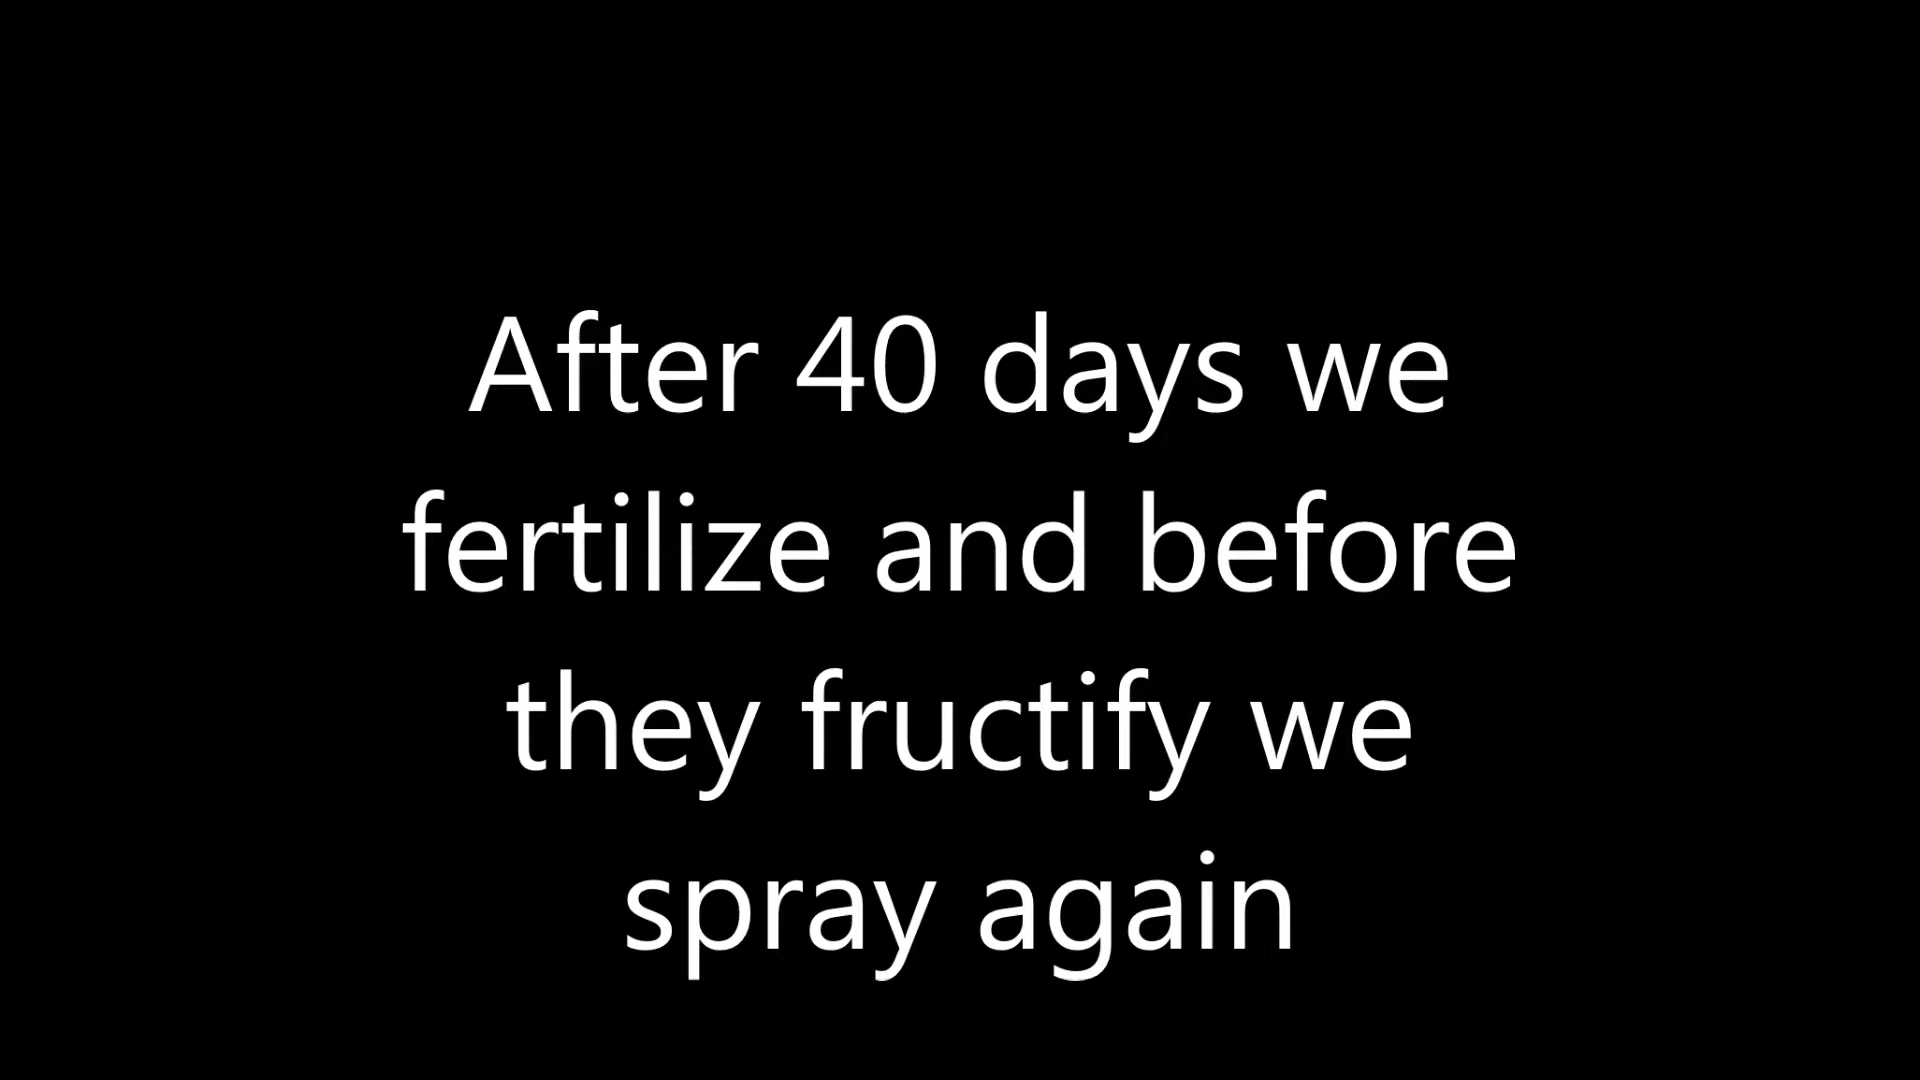 After 40 days we
fertilize and before
they fructify we
spray again